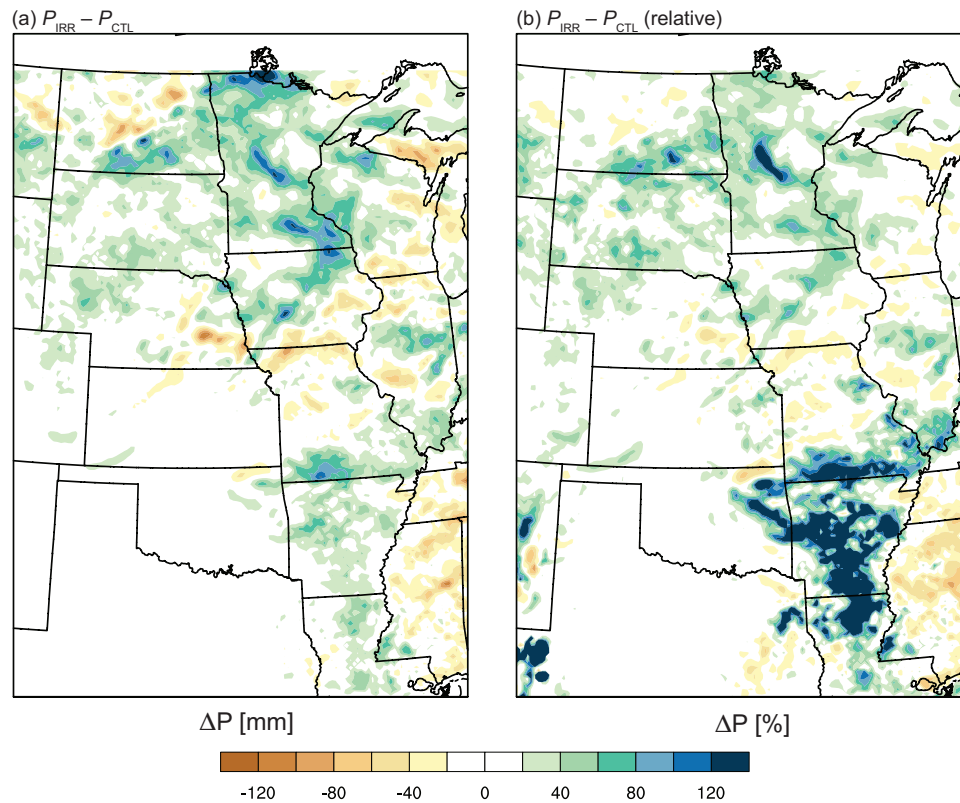 (a) P_IRR – P_CTL
(b) P_IRR – P_CTL (relative)
ΔP [mm]
ΔP [%]
-120 -80 -40 0 40 80 120